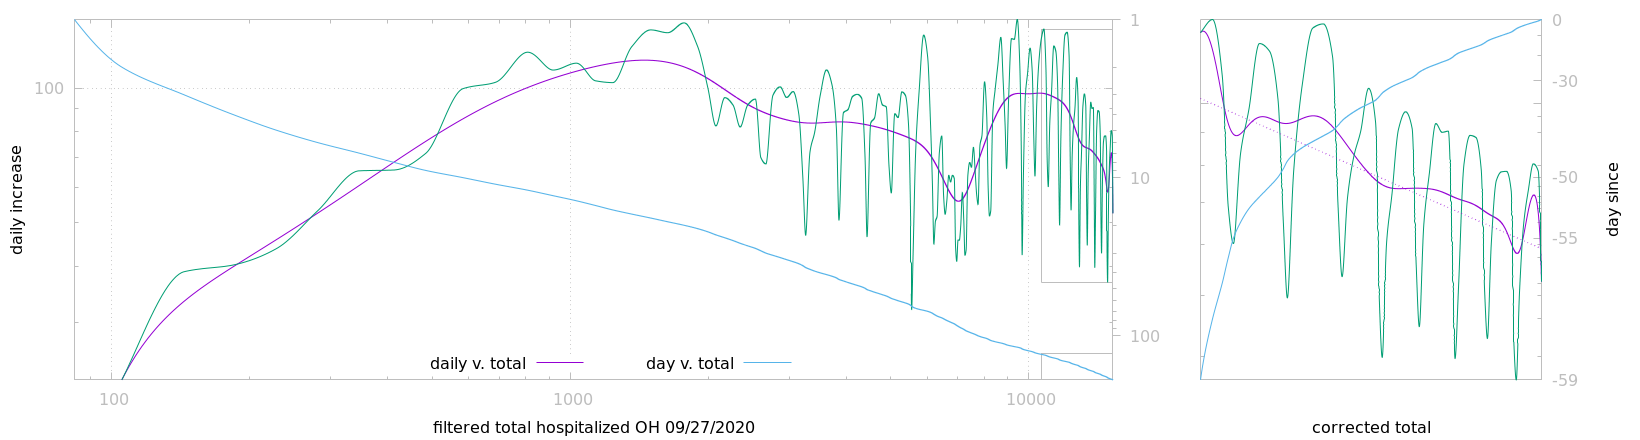 daily increase
100
daily v. total
day v. total
100
1000
10000
filtered total hospitalized OH 09/27/2020
1
10
100
0
-30
-50
-55
-59
day since
corrected total